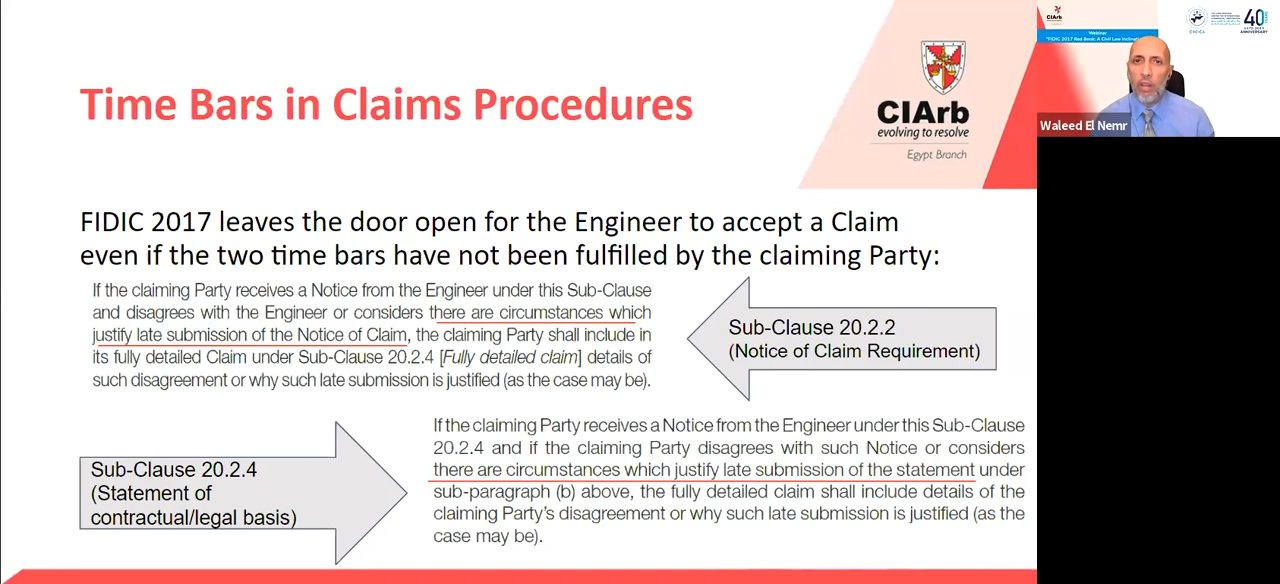 Time Bars in Claims Procedures
CIArb
evolving to resolve
Egypt Branch
FIDIC 2017 leaves the door open for the Engineer to accept a Claim
even if the two time bars have not been fulfilled by the claiming Party:
If the claiming Party receives a Notice from the Engineer under this Sub-Clause
and disagrees with the Engineer or considers there are circumstances which
justify late submission of the Notice of Claim, the claiming Party shall include in
its fully detailed Claim under Sub-Clause 20.2.4 [Fully detailed claim] details of
such disagreement or why such late submission is justified (as the case may be).
Sub-Clause 20.2.2
(Notice of Claim Requirement)
Sub-Clause 20.2.4
(Statement of
contractual/legal basis)
If the claiming Party receives a Notice from the Engineer under this Sub-Clause
20.2.4 and if the claiming Party disagrees with such Notice or considers
there are circumstances which justify late submission of the statement under
sub-paragraph (b) above, the fully detailed claim shall include details of the
claiming Party's disagreement or why such late submission is justified (as the
case may be).
CIArb
Webinar
"FIDIC 2017 Red Book: A Civil Law
40
ANNIVERSARY
Waleed El Nemr